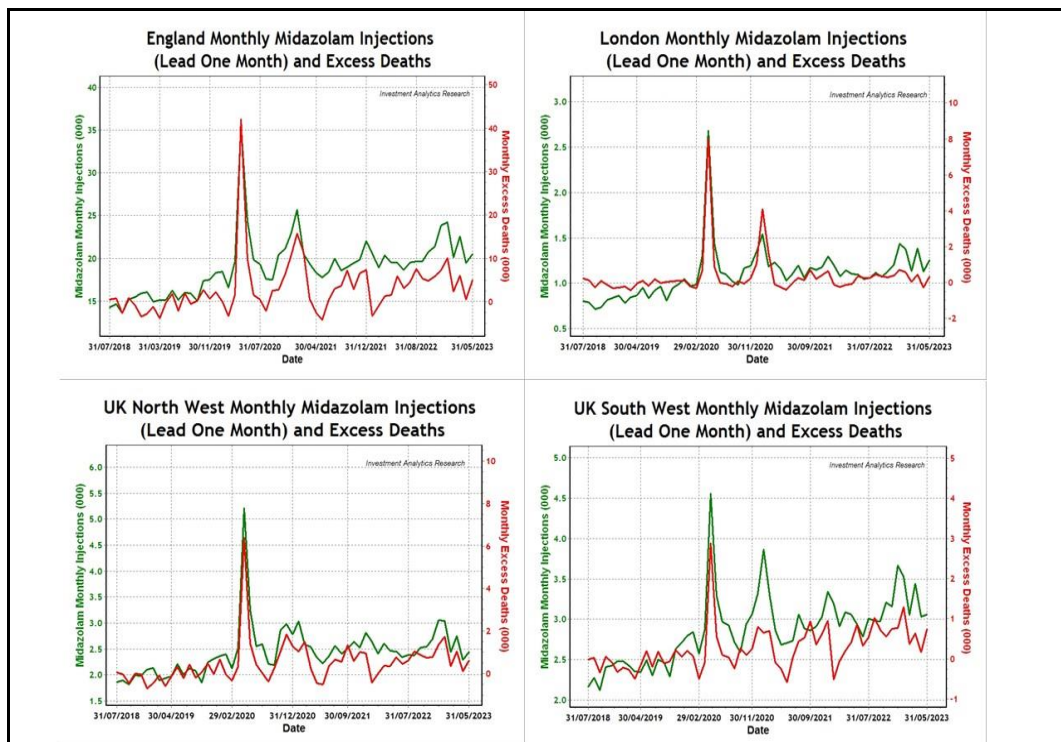 England Monthly Midazolam Injections
(Lead One Month) and Excess Deaths
Investment Analytics Research
Midazolam Monthly Injections (000)
Monthly Excess Deaths (000)
40
35
30
25
20
15
50
40
30
20
10
0
31/07/2018 31/03/2019 30/11/2019 31/07/2020 30/04/2021 31/12/2021 31/08/2022 31/05/2023
Date
London Monthly Midazolam Injections
(Lead One Month) and Excess Deaths
Investment Analytics Research
Midazolam Monthly Injections (000)
Monthly Excess Deaths (000)
3.0
2.5
2.0
1.5
1.0
0.5
10
8
6
4
2
0
-2
31/07/2018 30/04/2019 29/02/2020 30/11/2020 30/09/2021 31/07/2022 31/05/2023
Date
UK North West Monthly Midazolam Injections
(Lead One Month) and Excess Deaths
Investment Analytics Research
Midazolam Monthly Injections (000)
Monthly Excess Deaths (000)
6.0
5.5
5.0
4.5
4.0
3.5
3.0
2.5
2.0
1.5
10
8
6
4
2
0
31/07/2018 30/04/2019 29/02/2020 31/12/2020 30/09/2021 31/07/2022 31/05/2023
Date
UK South West Monthly Midazolam Injections
(Lead One Month) and Excess Deaths
Investment Analytics Research
Midazolam Monthly Injections (000)
Monthly Excess Deaths (000)
5.0
4.5
4.0
3.5
3.0
2.5
2.0
5
4
3
2
1
0
-1
31/07/2018 30/04/2019 29/02/2020 30/11/2020 30/09/2021 31/07/2022 31/05/2023
Date